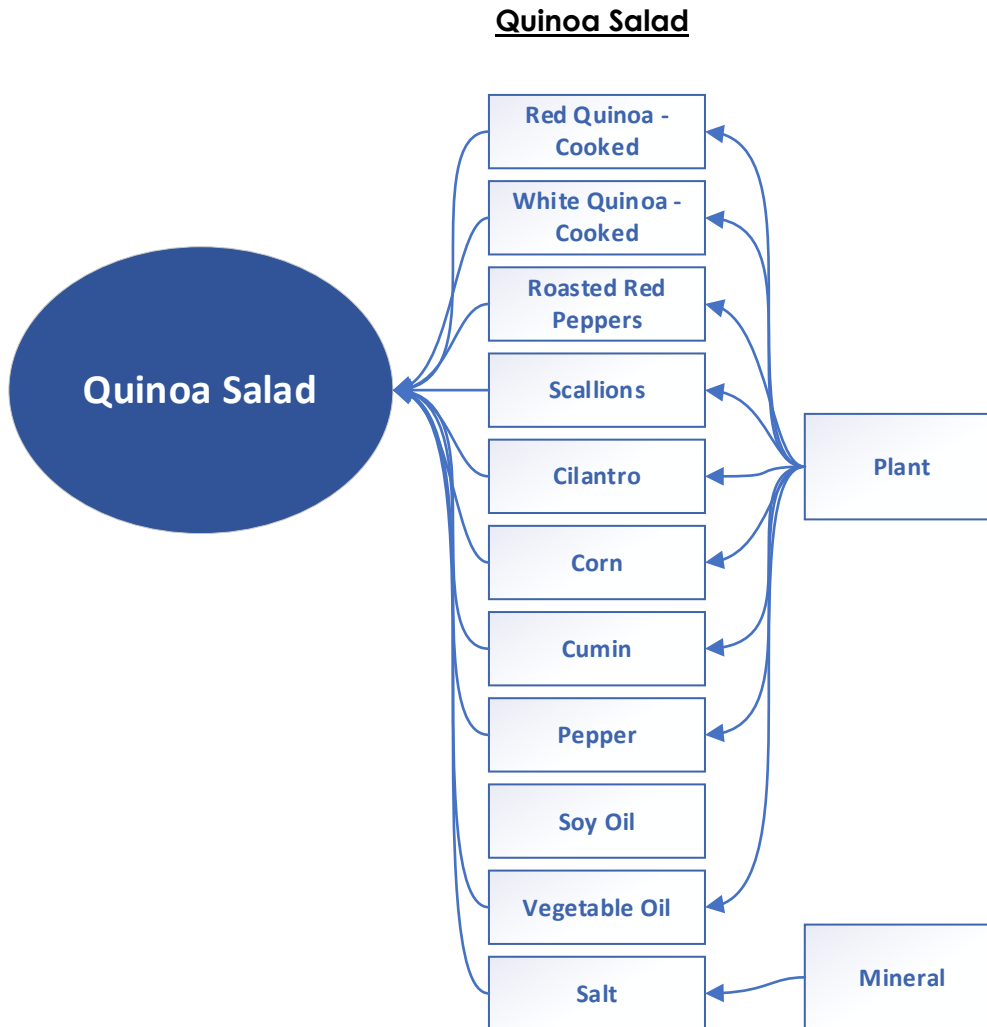 Quinoa Salad
Red Quinoa -
Cooked
White Quinoa -
Cooked
Roasted Red
Peppers
Quinoa Salad
Scallions
Cilantro
Plant
Corn
Cumin
Pepper
Soy Oil
Vegetable Oil
Salt
Mineral